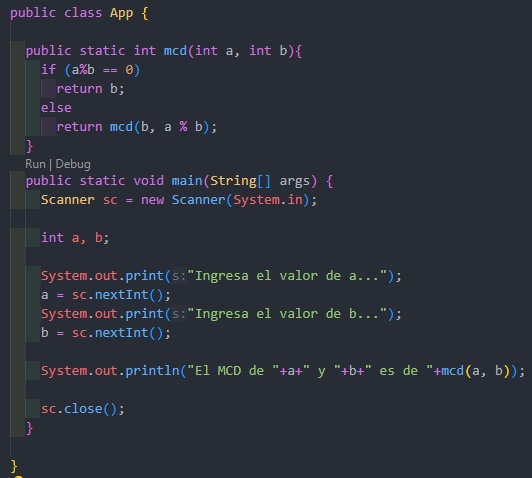 public class App {
public static int mcd(int a, int b){
if (a%b == 0)
return b;
else
return mcd(b, a % b);
}
Run | Debug
public static void main(String[] args) {
Scanner sc = new Scanner(System.in);
int a, b;
System.out.print(s:"Ingresa el valor de a...");
a = sc.nextInt();
System.out.print(s:"Ingresa el valor de b...");
b = sc.nextInt();
System.out.println("El MCD de "+a+" y "+b+" es de "+mcd(a, b));
sc.close();
}
}